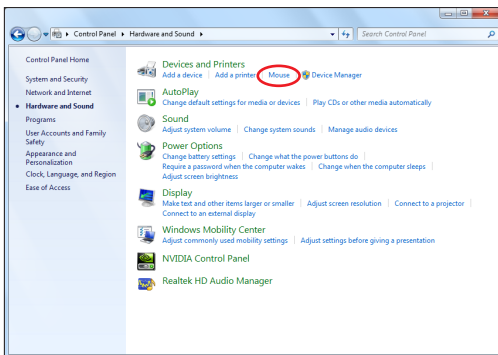 Control Panel ▸ Hardware and Sound ▸
Search Control Panel
Control Panel Home
System and Security
Network and Internet
Hardware and Sound
Programs
User Accounts and Family
Safety
Appearance and
Personalization
Clock, Language, and Region
Ease of Access
Devices and Printers
Add a device | Add a printer | Mouse | Device Manager
AutoPlay
Change default settings for media or devices | Play CDs or other media automatically
Sound
Adjust system volume | Change system sounds | Manage audio devices
Power Options
Change battery settings | Change what the power buttons do |
Require a password when the computer wakes | Change when the computer sleeps |
Adjust screen brightness
Display
Make text and other items larger or smaller | Adjust screen resolution | Connect to a projector |
Connect to an external display
Windows Mobility Center
Adjust commonly used mobility settings | Adjust settings before giving a presentation
NVIDIA Control Panel
Realtek HD Audio Manager